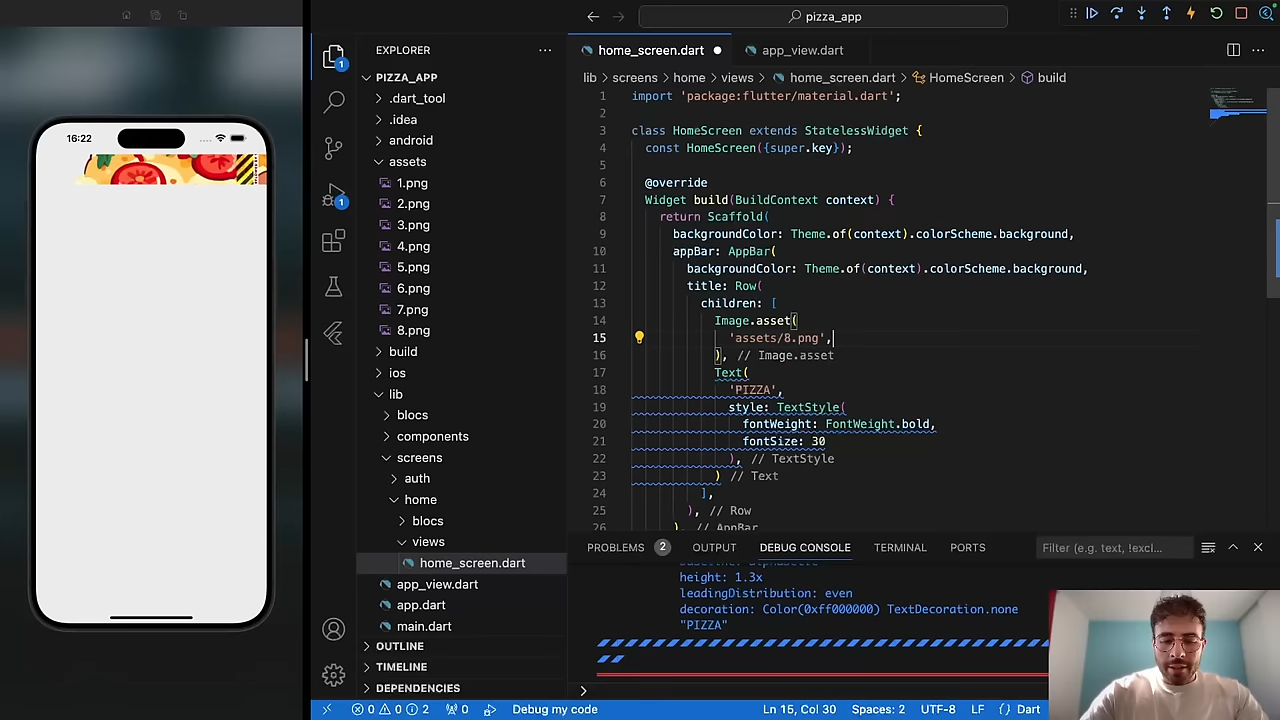 16:22
pizza_app
EXPLORER
PIZZA_APP
.dart_tool
.idea
android
assets
1.png
2.png
3.png
4.png
5.png
6.png
7.png
8.png
build
ios
lib
blocs
components
screens
auth
home
blocs
views
home_screen.dart
app_view.dart
app.dart
main.dart
OUTLINE
TIMELINE
DEPENDENCIES
1
1
home_screen.dart
app_view.dart
lib > screens > home > views > home_screen.dart > HomeScreen > build
1 import 'package:flutter/material.dart';
2
3 class HomeScreen extends StatelessWidget {
4 const HomeScreen({super.key});
5
6 @override
7 Widget build(BuildContext context) {
8 return Scaffold(
9 backgroundColor: Theme.of(context).colorScheme.background,
10 appBar: AppBar(
11 backgroundColor: Theme.of(context).colorScheme.background,
12 title: Row(
13 children: [
14 Image.asset(
15 'assets/8.png',
16 ), // Image.asset
17 Text(
18 'PIZZA',
19 style: TextStyle(
20 fontWeight: FontWeight.bold,
21 fontSize: 30
22 ), // TextStyle
23 ) // Text
24 ],
25 ), // Row
26 ), // AppBar
PROBLEMS 2 OUTPUT DEBUG CONSOLE TERMINAL PORTS Filter (e.g. text, !excl...
height: 1.3x
leadingDistribution: even
decoration: Color(0xff000000) TextDecoration.none
"PIZZA"
0 0 2 0 Debug my code Ln 15, Col 30 Spaces: 2 UTF-8 LF {} Dart